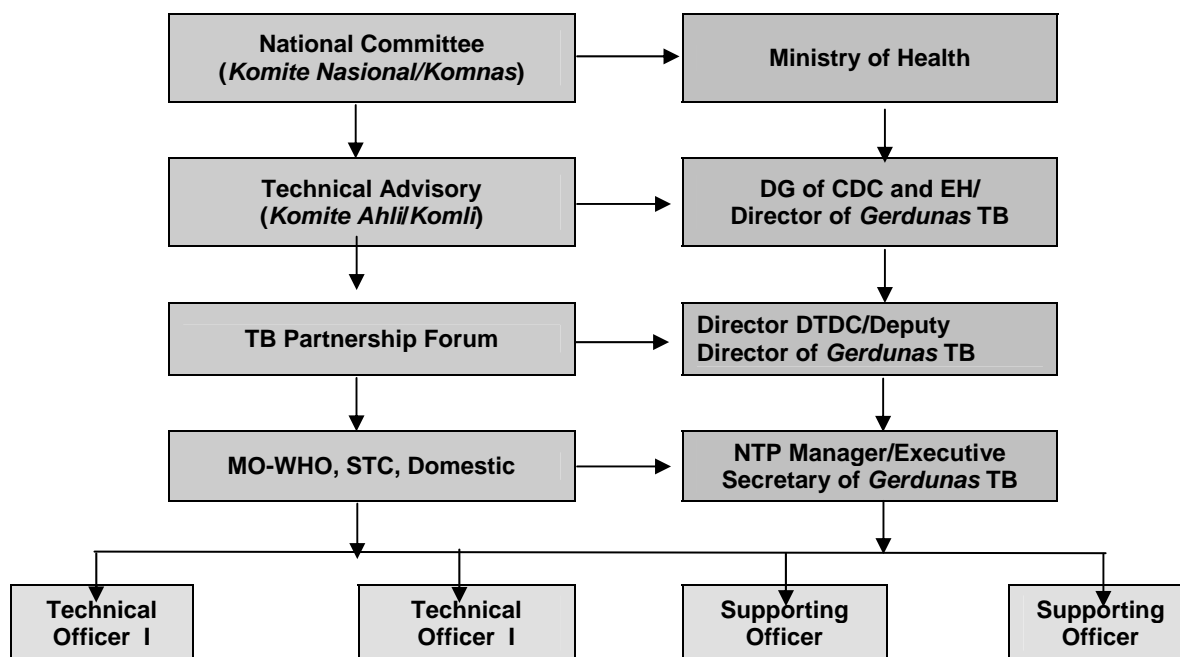 National Committee
(Komite Nasional/Komnas)
Ministry of Health
Technical Advisory
(Komite Ahli/Komli)
DG of CDC and EH/
Director of Gerdunas TB
TB Partnership Forum
Director DTDC/Deputy
Director of Gerdunas TB
MO-WHO, STC, Domestic
NTP Manager/Executive
Secretary of Gerdunas TB
Technical
Officer I
Technical
Officer I
Supporting
Officer
Supporting
Officer